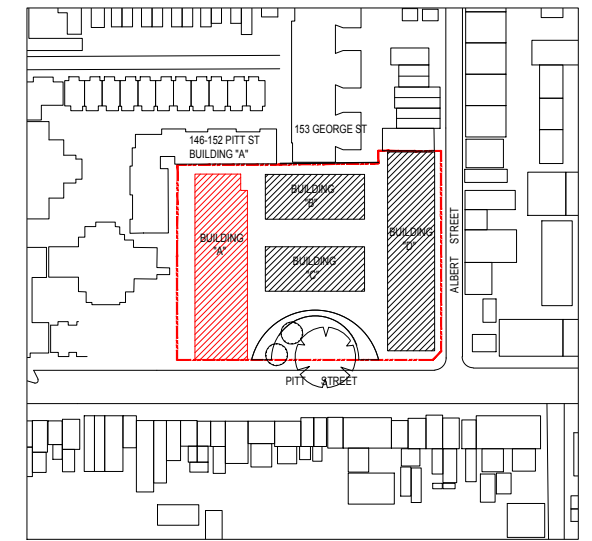 153 GEORGE ST
146-152 PITT ST
BUILDING "A"
BUILDING
"B"
BUILDING
"A"
BUILDING
"D"
BUILDING
"C"
ALBERT STREET
PITT STREET